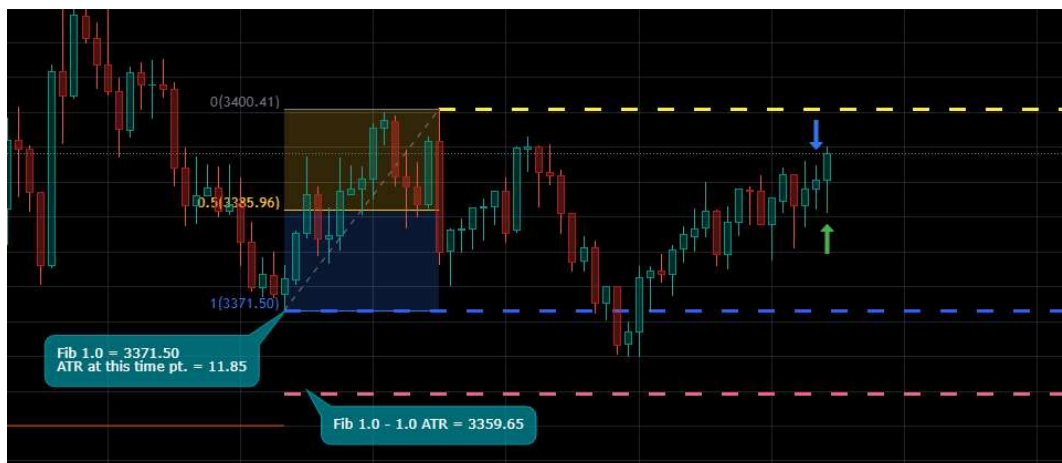 0(3400.41)
0.5(3385.96)
1(3371.50)
Fib 1.0 = 3371.50
ATR at this time pt. = 11.85
Fib 1.0 - 1.0 ATR = 3359.65